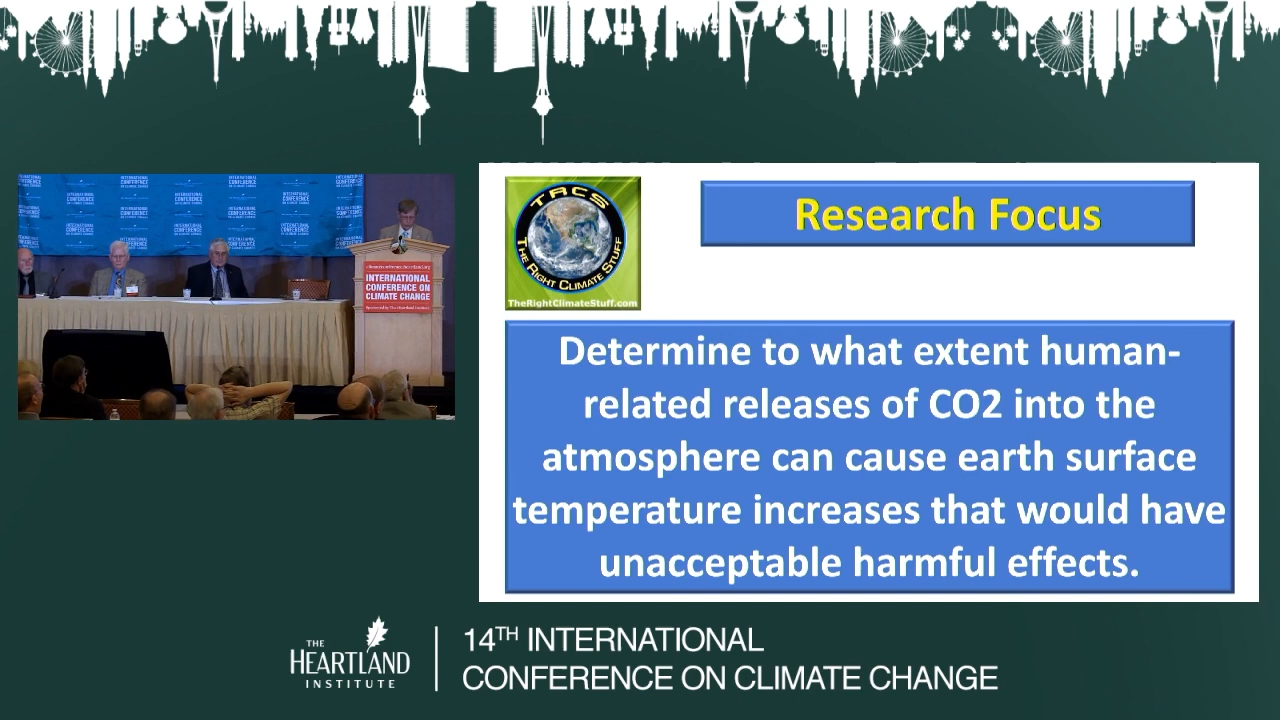 INTERNATIONAL
CONFERENCE ON
CLIMATE CHANGE
TRCS
THE RIGHT CLIMATE STUFF
TheRightClimateStuff.com
Research Focus
Determine to what extent human-
related releases of CO2 into the
atmosphere can cause earth surface
temperature increases that would have
unacceptable harmful effects.
THE
HEARTLAND
INSTITUTE
14TH INTERNATIONAL
CONFERENCE ON CLIMATE CHANGE